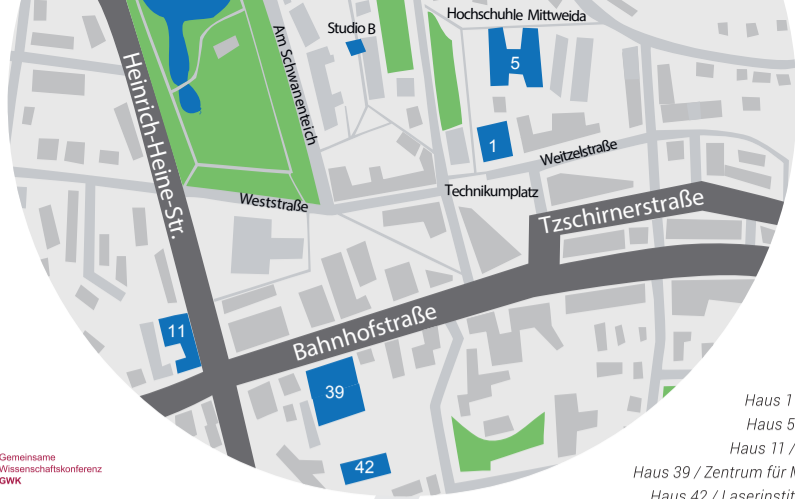 Hochschuhle Mittweida
Studio B
5
Am Schwanenteich
Heinrich-Heine-Str.
1
Weitzelstraße
Technikumplatz
Weststraße
Tzschirnerstraße
11
Bahnhofstraße
39
42
Haus 1
Haus 5
Haus 11 /
Haus 39 / Zentrum für M
Haus 42 / Laserinstit
Gemeinsame
Wissenschaftskonferenz
GWK